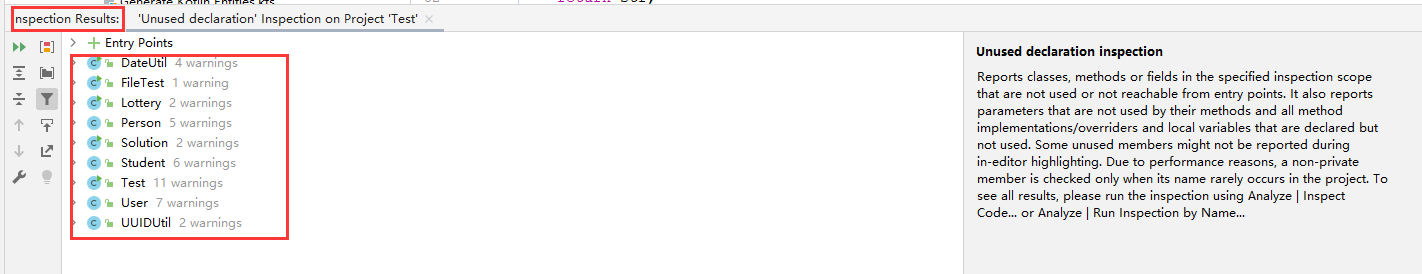 Generate Kotlin Entities.kts
nspection Results:
'Unused declaration' Inspection on Project 'Test'
Entry Points
DateUtil 4 warnings
FileTest 1 warning
Lottery 2 warnings
Person 5 warnings
Solution 2 warnings
Student 6 warnings
Test 11 warnings
User 7 warnings
UUIDUtil 2 warnings
Unused declaration inspection
Reports classes, methods or fields in the specified inspection scope
that are not used or not reachable from entry points. It also reports
parameters that are not used by their methods and all method
implementations/overriders and local variables that are declared but
not used. Some unused members might not be reported during
in-editor highlighting. Due to performance reasons, a non-private
member is checked only when its name rarely occurs in the project. To
see all results, please run the inspection using Analyze | Inspect
Code... or Analyze | Run Inspection by Name...